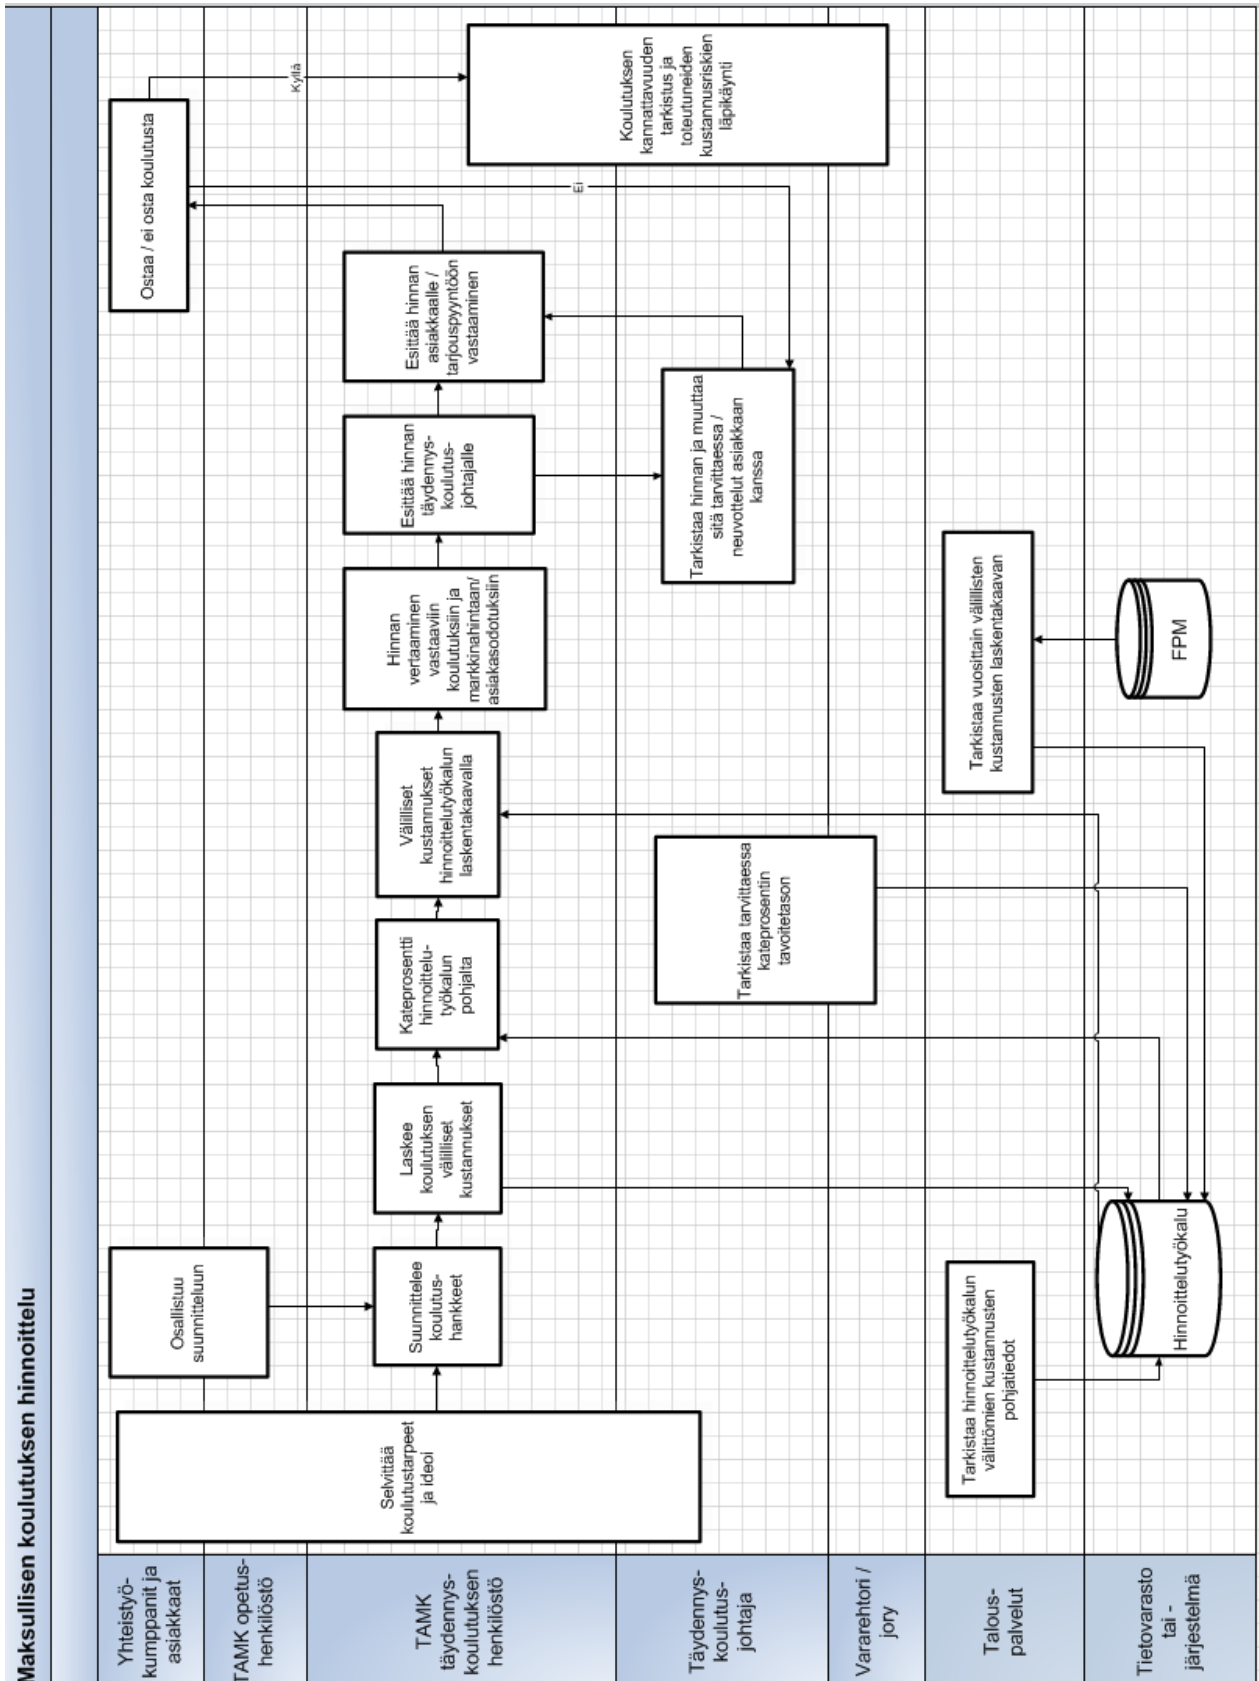 Maksullisen koulutuksen hinnoittelu
Yhteistyö-
kumppanit ja
asiakkaat
TAMK opetus-
henkilöstö
TAMK
täydennys-
koulutuksen
henkilöstö
Täydennys-
koulutus-
johtaja
Vararehtori /
jory
Talous-
palvelut
Tietovarasto
tai -
järjestelmä
Selvittää
koulutustarpeet
ja ideoi
Osallistuu
suunnitteluun
Suunnittelee
koulutus-
hankkeet
Laskee
koulutuksen
välilliset
kustannukset
Kateprosentti
hinnoittelu-
työkalun
pohjalta
Välilliset
kustannukset
hinnoittelutyökalun
laskentakaavalla
Hinnan
vertaaminen
vastaaviin
koulutuksiin ja
markkinahintaan/
asiakasodotuksiin
Esittää hinnan
täydennys-
koulutus-
johtajalle
Esittää hinnan
asiakkaalle /
tarjouspyyntöön
vastaaminen
Ostaa / ei osta koulutusta
Kyllä
Ei
Koulutuksen
kannattavuuden
tarkistus ja
toteutuneiden
kustannusriskien
läpikäynti
Tarkistaa hinnan ja muuttaa
sitä tarvittaessa /
neuvottelut asiakkaan
kanssa
Tarkistaa tarvittaessa
kateprosentin
tavoitetason
Tarkistaa hinnoittelutyökalun
välittömien kustannusten
pohjatiedot
Tarkistaa vuosittain välillisten
kustannusten laskentakaavan
Hinnoittelutyökalu
FPM